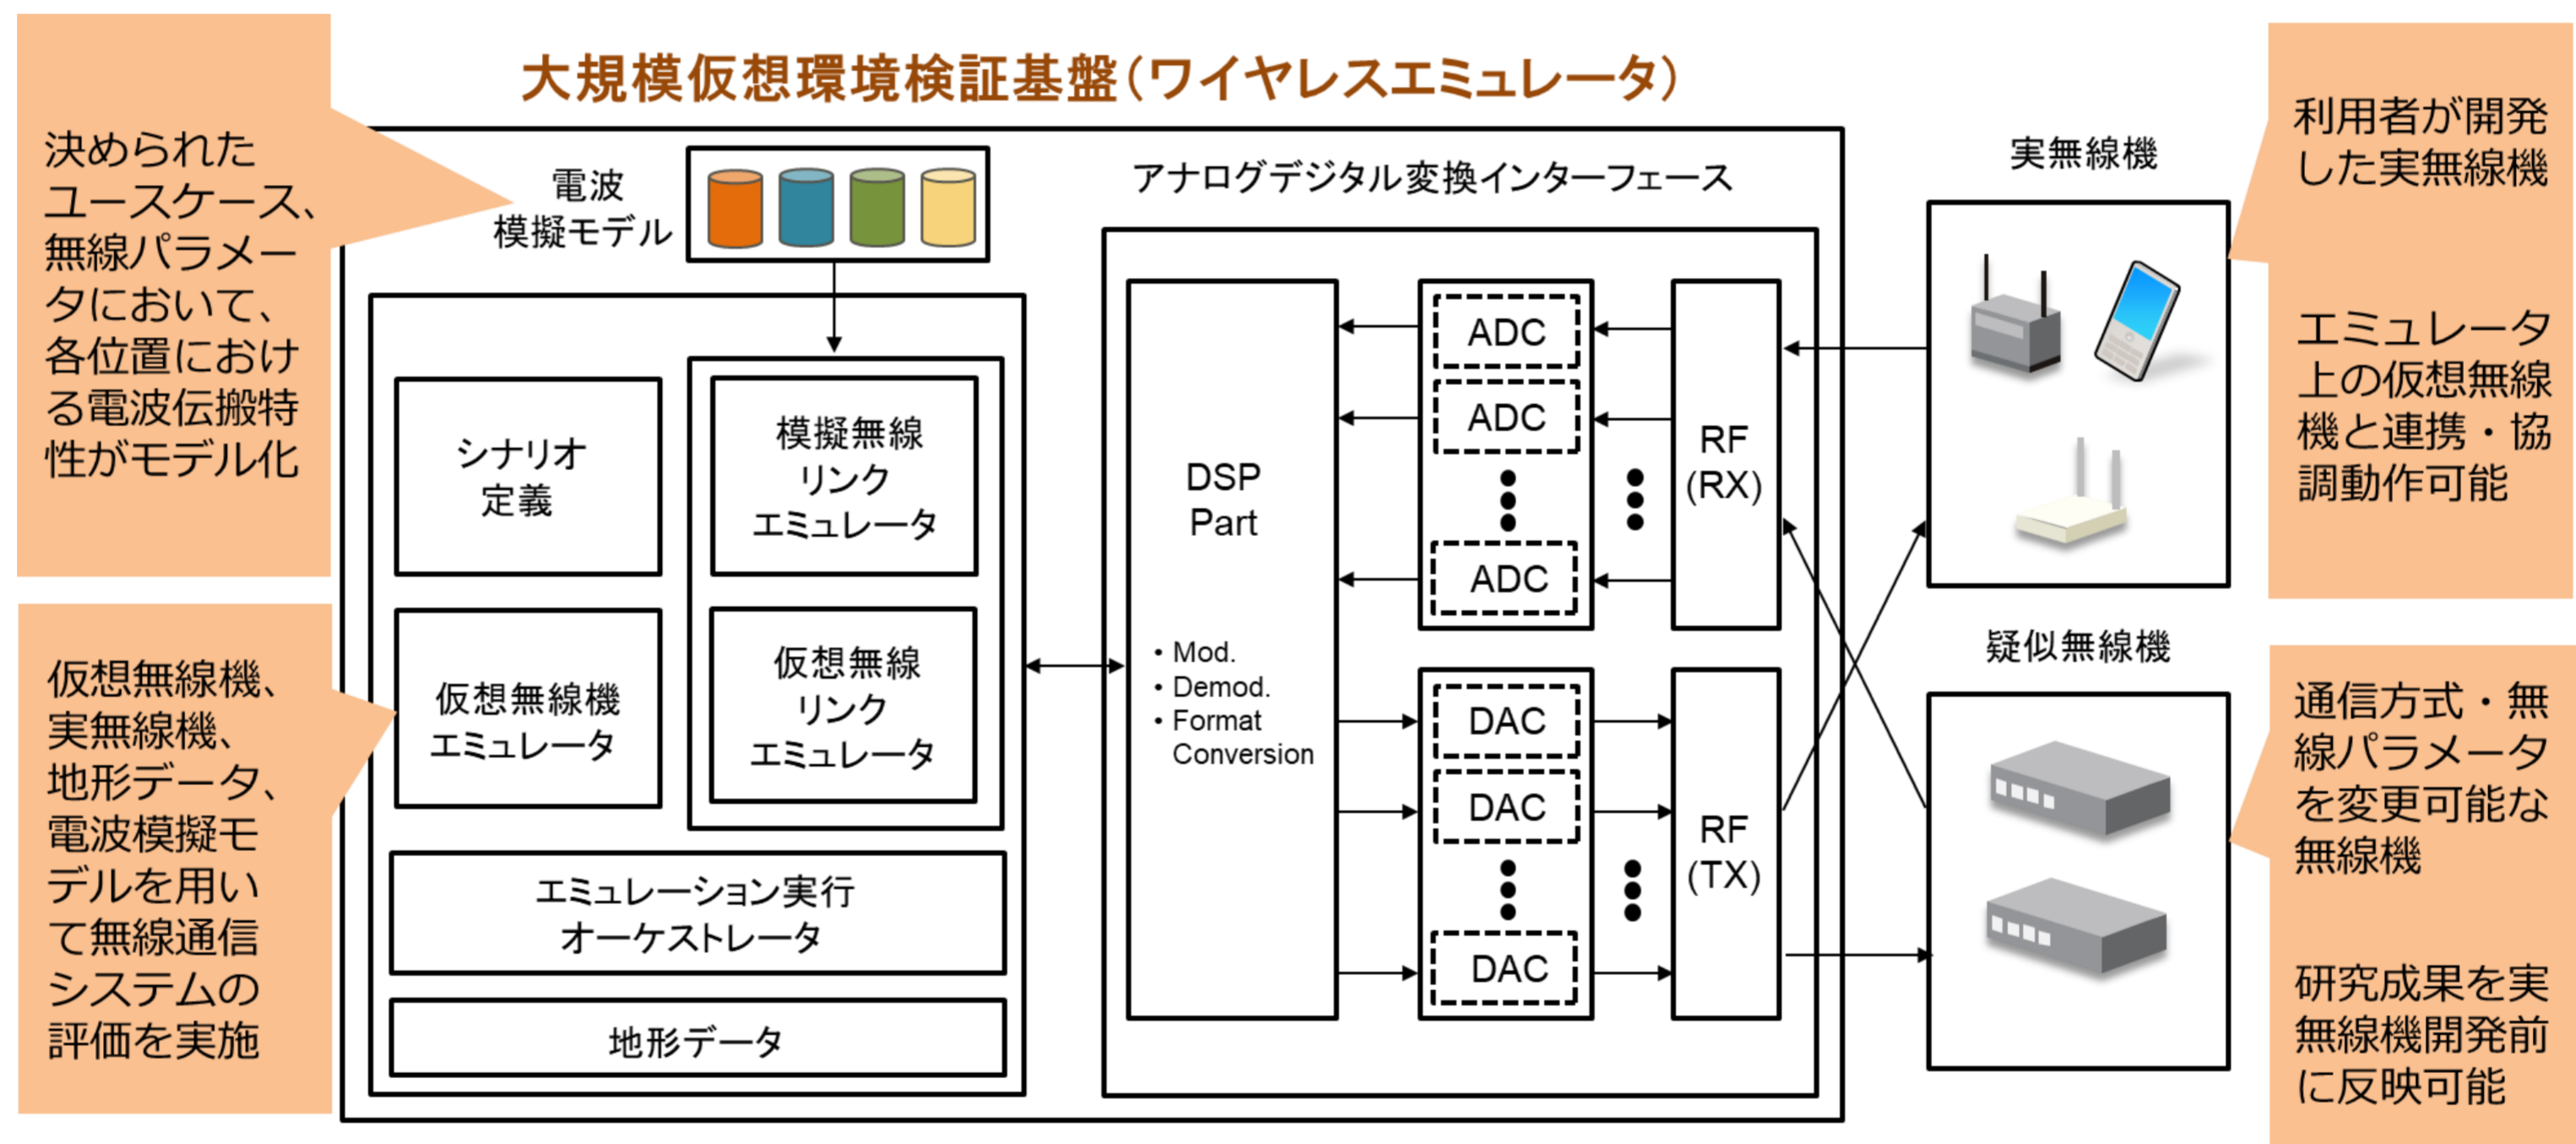 大規模仮想環境検証基盤（ワイヤレスエミュレータ）
決められた
ユースケース、
無線パラメー
タにおいて、
各位置におけ
る電波伝搬特
性がモデル化
仮想無線機、
実無線機、
地形データ、
電波模擬モ
デルを用い
て無線通信
システムの
評価を実施
電波
模擬モデル
シナリオ
定義
模擬無線
リンク
エミュレータ
仮想無線機
エミュレータ
仮想無線
リンク
エミュレータ
エミュレーション実行
オーケストレータ
地形データ
アナログデジタル変換インターフェース
DSP
Part
・Mod.
・Demod.
・Format
Conversion
ADC
ADC
ADC
RF
(RX)
DAC
DAC
DAC
RF
(TX)
実無線機
疑似無線機
利用者が開発
した実無線機
エミュレータ
上の仮想無線
機と連携・協
調動作可能
通信方式・無
線パラメータ
を変更可能な
無線機
研究成果を実
無線機開発前
に反映可能